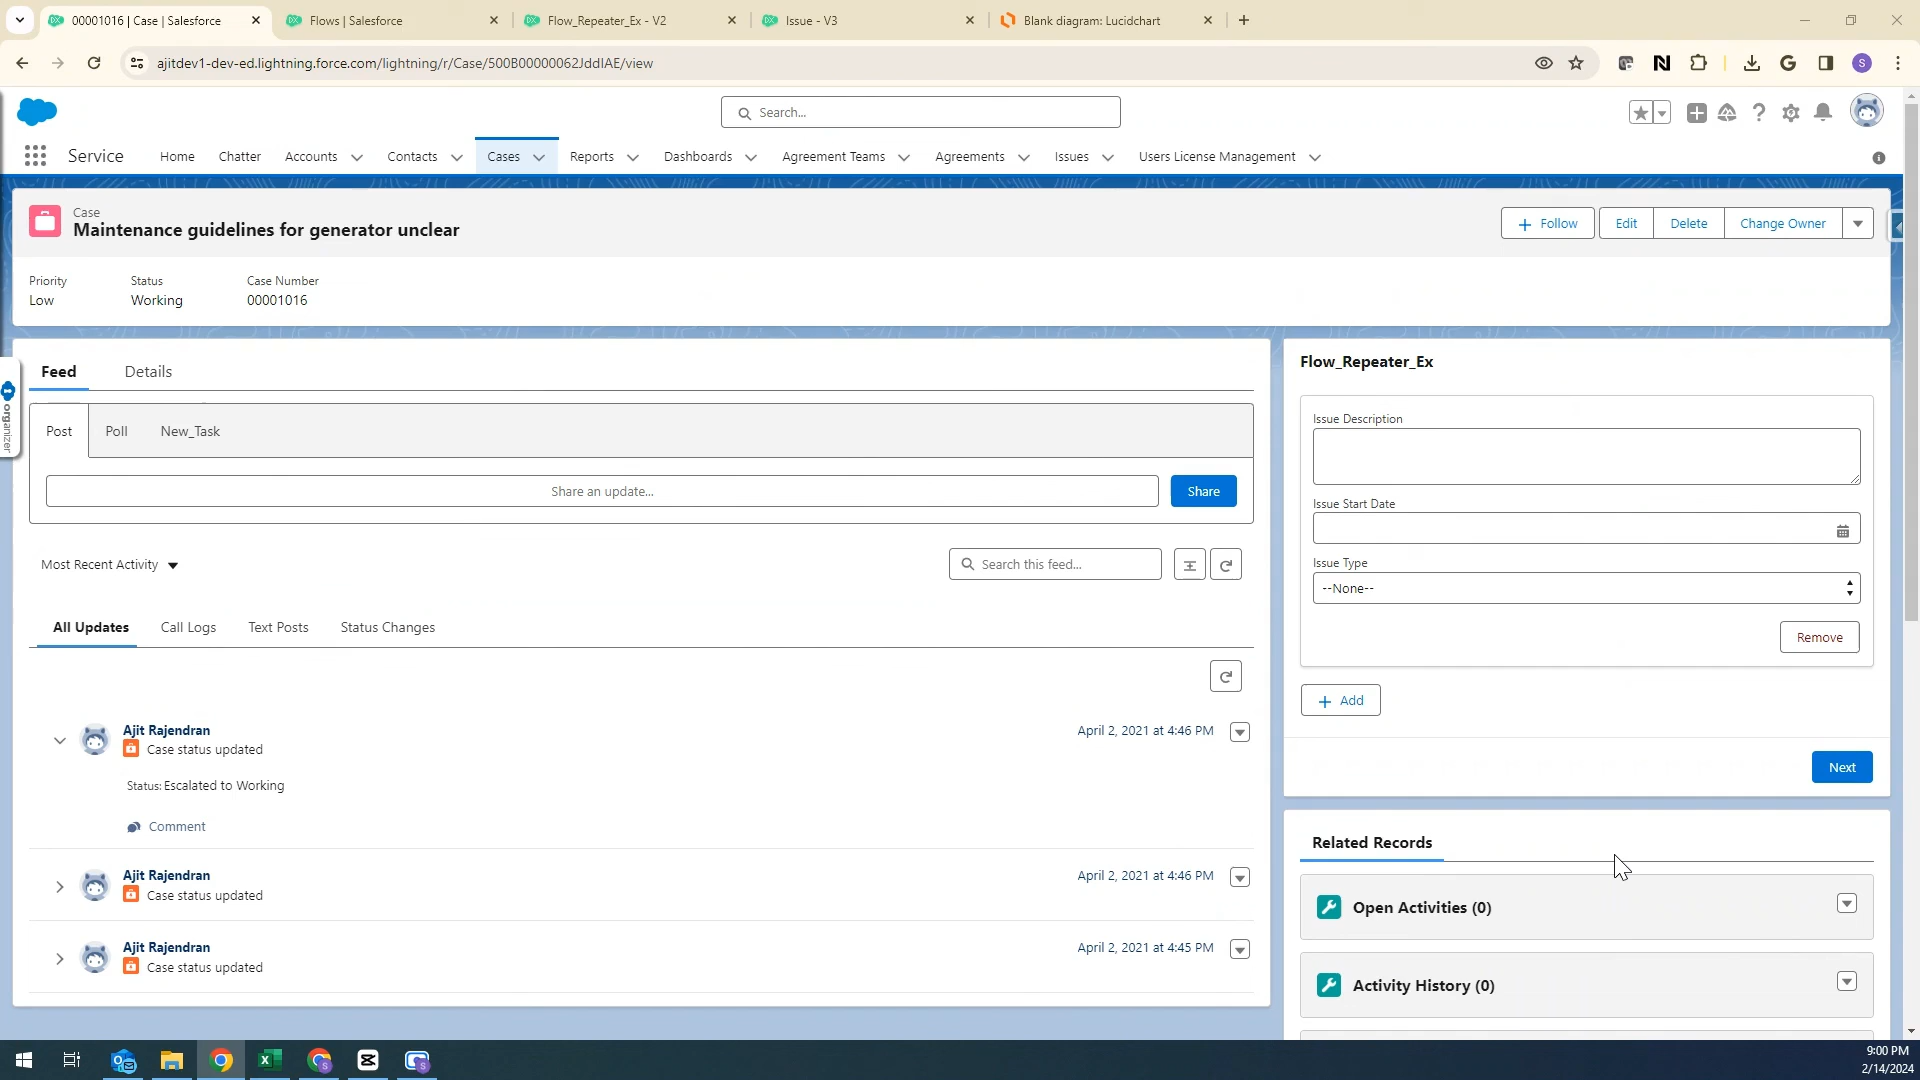 00001016 | Case | Salesforce
Flows | Salesforce
Flow_Repeater_Ex - V2
Issue - V3
Blank diagram: Lucidchart
ajitdev1-dev-ed.lightning.force.com/lightning/r/Case/500B00000062JddIAE/view
S
Search...
Service
Home
Chatter
Accounts
Contacts
Cases
Reports
Dashboards
Agreement Teams
Agreements
Issues
Users License Management
Case
Maintenance guidelines for generator unclear
Follow
Edit
Delete
Change Owner
Priority
Low
Status
Working
Case Number
00001016
organizer
Feed
Details
Post
Poll
New_Task
Share an update...
Share
Most Recent Activity
Search this feed...
All Updates
Call Logs
Text Posts
Status Changes
Ajit Rajendran
Case status updated
April 2, 2021 at 4:46 PM
Status: Escalated to Working
Comment
Ajit Rajendran
Case status updated
April 2, 2021 at 4:46 PM
Ajit Rajendran
Case status updated
April 2, 2021 at 4:45 PM
Flow_Repeater_Ex
Issue Description
Issue Start Date
Issue Type
--None--
Remove
Add
Next
Related Records
Open Activities (0)
Activity History (0)
9:00 PM
2/14/2024